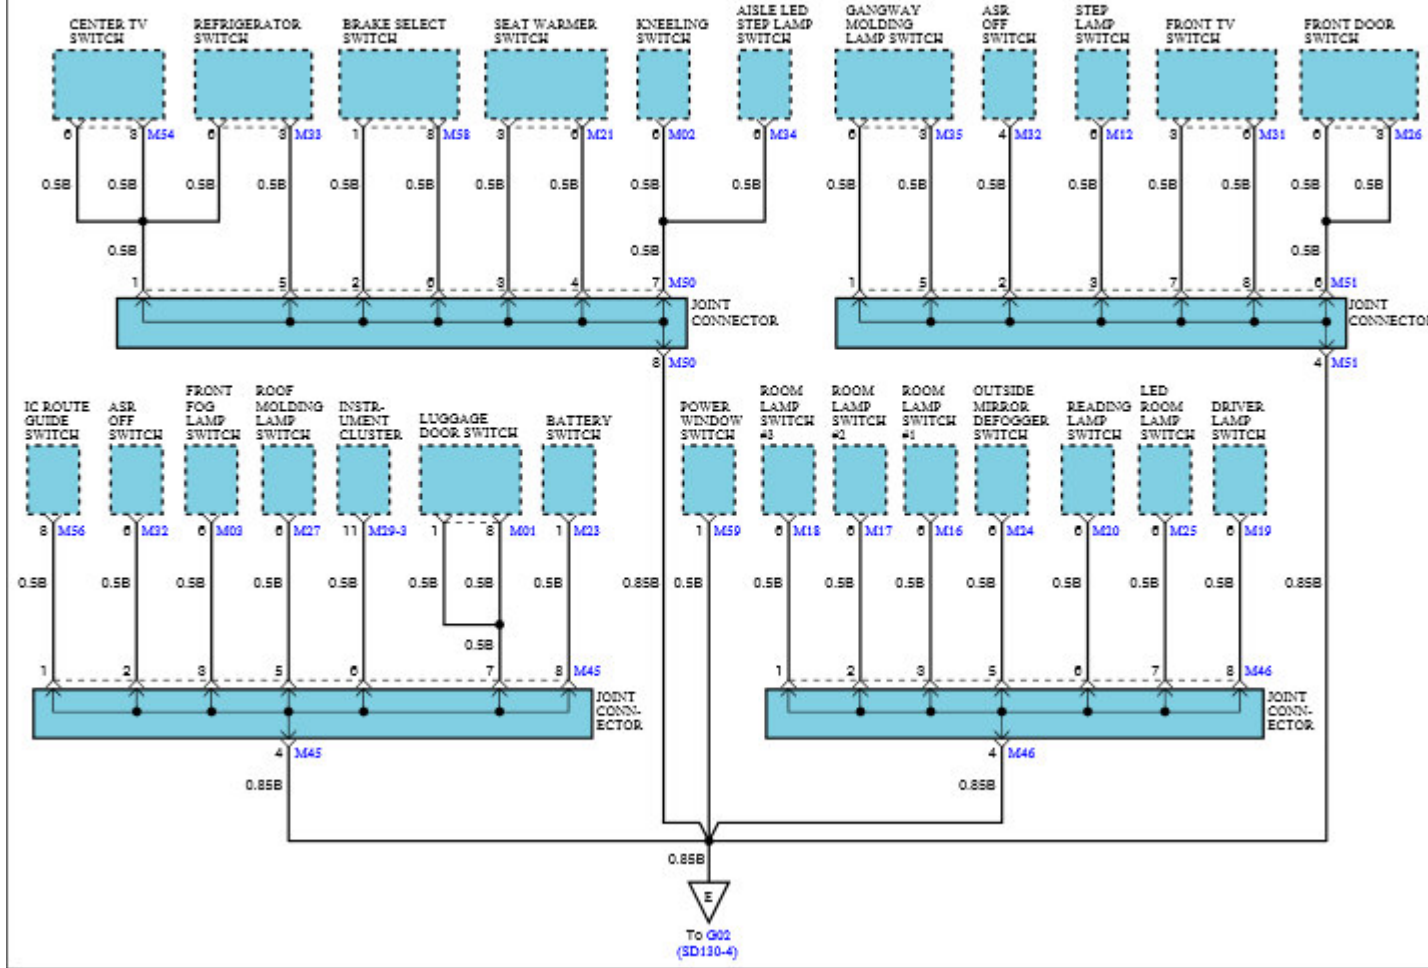 CENTER TV
SWITCH
REFRIGERATOR
SWITCH
BRAKE SELECT
SWITCH
SEAT WARMER
SWITCH
KNEELING
SWITCH
AISLE LED
STEP LAMP
SWITCH
GANGWAY
MOLDING
LAMP SWITCH
ASR
OFF
SWITCH
STEP
LAMP
SWITCH
FRONT TV
SWITCH
FRONT DOOR
SWITCH
6 3 M54 6 3 M33 1 8 M58 3 6 M21 6 M02 6 M34 6 3 M35 4 M32 6 M12 3 6 M31 6 3 M26
0.5B 0.5B 0.5B 0.5B 0.5B 0.5B 0.5B 0.5B 0.5B 0.5B 0.5B 0.5B 0.5B 0.5B 0.5B 0.5B 0.5B 0.5B
0.5B 0.5B 0.5B
1 5 2 6 3 4 7 M50 1 5 2 3 7 8 6 M51
JOINT
CONNECTOR
JOINT
CONNECTOR
8 M50 4 M51
IC ROUTE
GUIDE
SWITCH
ASR
OFF
SWITCH
FRONT
FOG
LAMP
SWITCH
ROOF
MOLDING
LAMP
SWITCH
INSTR-
UMENT
CLUSTER
LUGGAGE
DOOR SWITCH
BATTERY
SWITCH
POWER
WINDOW
SWITCH
ROOM
LAMP
SWITCH
#3
ROOM
LAMP
SWITCH
#2
ROOM
LAMP
SWITCH
#1
OUTSIDE
MIRROR
DEFOGGER
SWITCH
READING
LAMP
SWITCH
LED
ROOM
LAMP
SWITCH
DRIVER
LAMP
SWITCH
8 M56 6 M32 6 M03 6 M27 11 M29-3 1 8 M01 1 M23 1 M59 6 M18 6 M17 6 M16 6 M24 6 M20 6 M25 6 M19
0.5B 0.5B 0.5B 0.5B 0.5B 0.5B 0.5B 0.5B 0.85B 0.5B 0.5B 0.5B 0.5B 0.5B 0.5B 0.5B 0.5B 0.85B
0.5B
1 2 3 5 6 7 8 M45 1 2 3 5 6 7 8 M46
JOINT
CONN-
ECTOR
JOINT
CONN-
ECTOR
4 M45 4 M46
0.85B 0.85B
0.85B
E
To G02
(SD130-4)